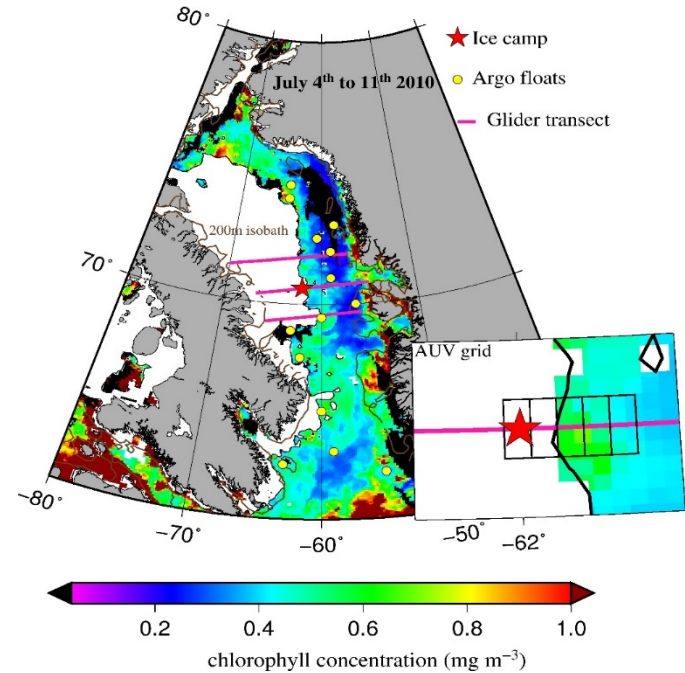 80°
Ice camp
July 4th to 11th 2010
Argo floats
Glider transect
200m isobath
70°
AUV grid
−80°
−70°
−60°
−50°
−62°
0.2 0.4 0.6 0.8 1.0
chlorophyll concentration (mg m−3)